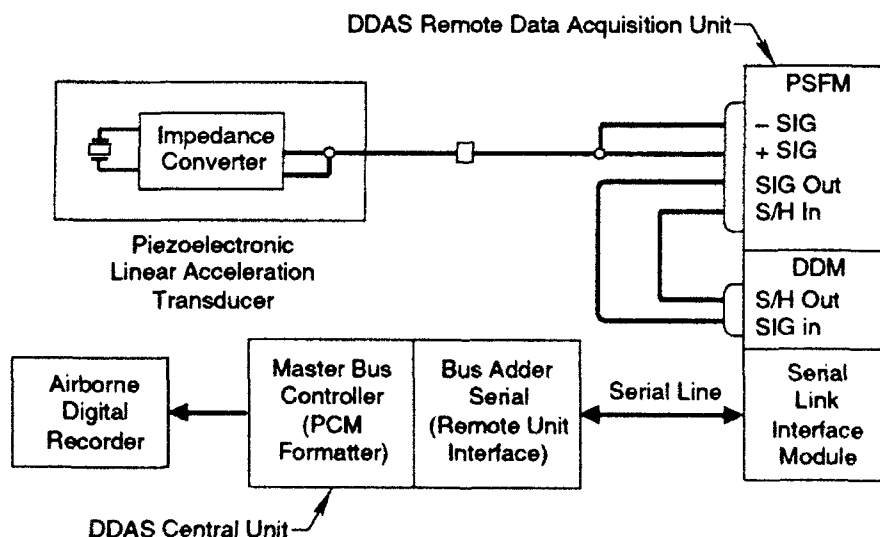 DDAS Remote Data Acquisition Unit
PSFM
– SIG
+ SIG
SIG Out
S/H In
Impedance
Converter
Piezoelectronic
Linear Acceleration
Transducer
DDM
S/H Out
SIG in
Airborne
Digital
Recorder
Master Bus
Controller
(PCM
Formatter)
Bus Adder
Serial
(Remote Unit
Interface)
Serial Line
Serial
Link
Interface
Module
DDAS Central Unit